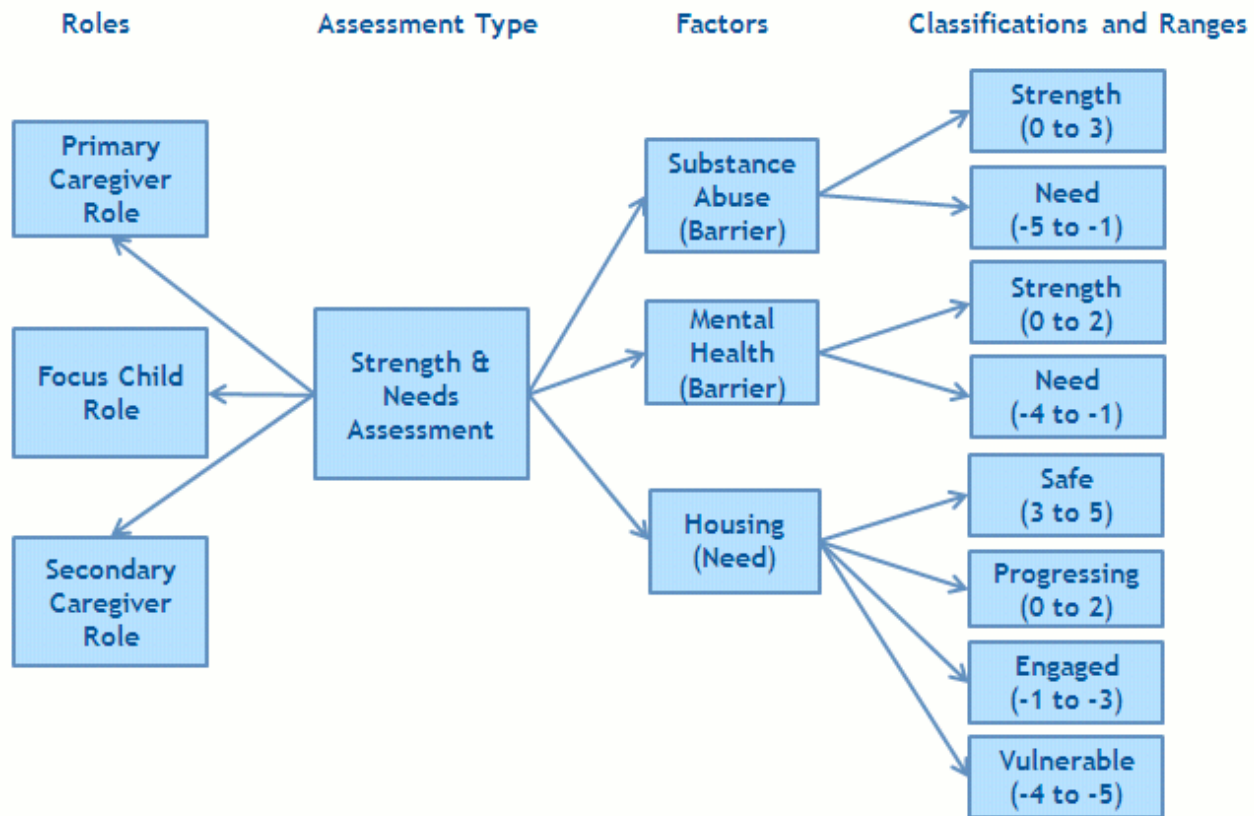 Roles
Assessment Type
Factors
Classifications and Ranges
Primary
Caregiver
Role
Focus Child
Role
Secondary
Caregiver
Role
Strength &
Needs
Assessment
Substance
Abuse
(Barrier)
Mental
Health
(Barrier)
Housing
(Need)
Strength
(0 to 3)
Need
(-5 to -1)
Strength
(0 to 2)
Need
(-4 to -1)
Safe
(3 to 5)
Progressing
(0 to 2)
Engaged
(-1 to -3)
Vulnerable
(-4 to -5)